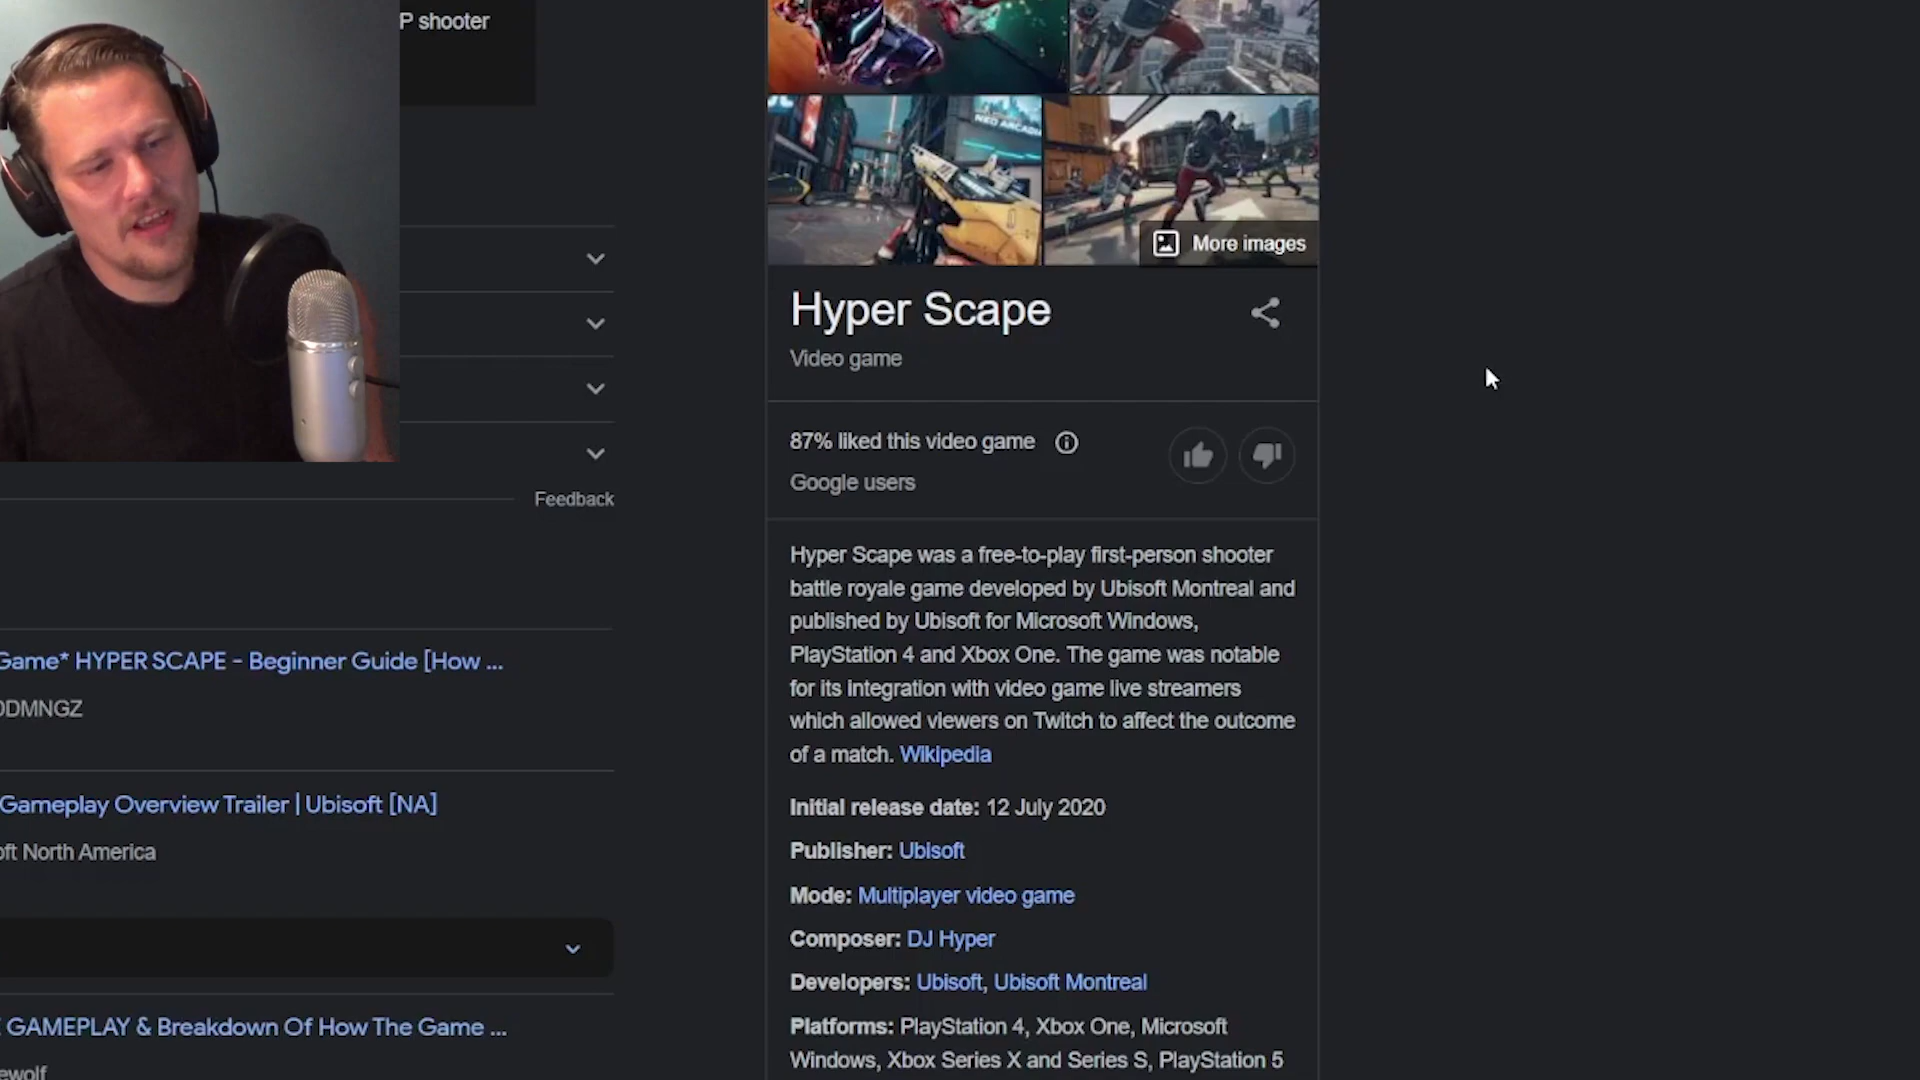 P shooter
Feedback
Game* HYPER SCAPE - Beginner Guide [How ...
DDMNGZ
Gameplay Overview Trailer | Ubisoft [NA]
oft North America
GAMEPLAY & Breakdown Of How The Game ...
ewolf
NEO ARCADIA
More images
Hyper Scape
Video game
87% liked this video game
Google users
Hyper Scape was a free-to-play first-person shooter
battle royale game developed by Ubisoft Montreal and
published by Ubisoft for Microsoft Windows,
PlayStation 4 and Xbox One. The game was notable
for its integration with video game live streamers
which allowed viewers on Twitch to affect the outcome
of a match. Wikipedia
Initial release date: 12 July 2020
Publisher: Ubisoft
Mode: Multiplayer video game
Composer: DJ Hyper
Developers: Ubisoft, Ubisoft Montreal
Platforms: PlayStation 4, Xbox One, Microsoft
Windows, Xbox Series X and Series S, PlayStation 5